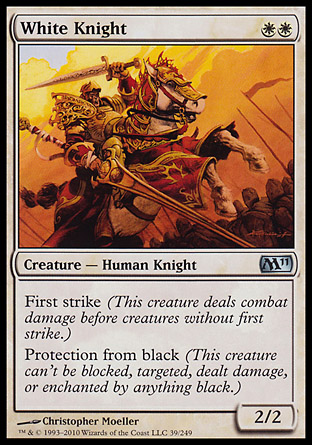 White Knight
Creature — Human Knight
M11
First strike (This creature deals combat
damage before creatures without first
strike.)
Protection from black (This creature
can't be blocked, targeted, dealt damage,
or enchanted by anything black.)
Christopher Moeller
™ & © 1993–2010 Wizards of the Coast LLC 39/249
2/2